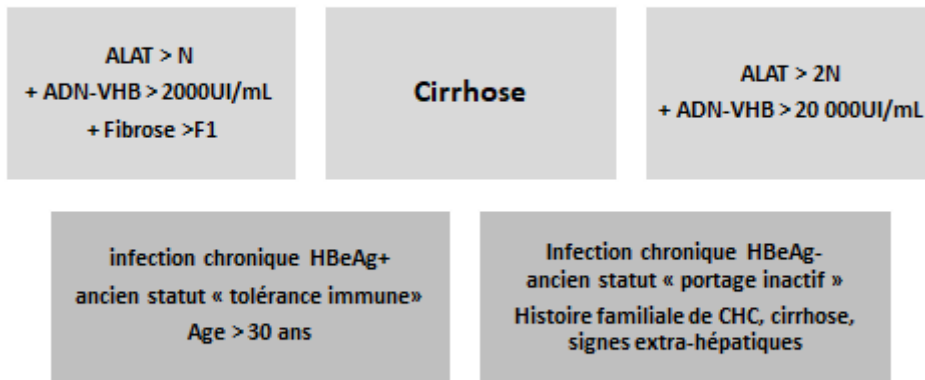 ALAT > N
+ ADN-VHB > 2000UI/mL
+ Fibrose >F1
Cirrhose
ALAT > 2N
+ ADN-VHB > 20 000UI/mL
infection chronique HBeAg+
ancien statut « tolérance immune»
Age > 30 ans
Infection chronique HBeAg-
ancien statut « portage inactif »
Histoire familiale de CHC, cirrhose,
signes extra-hépatiques